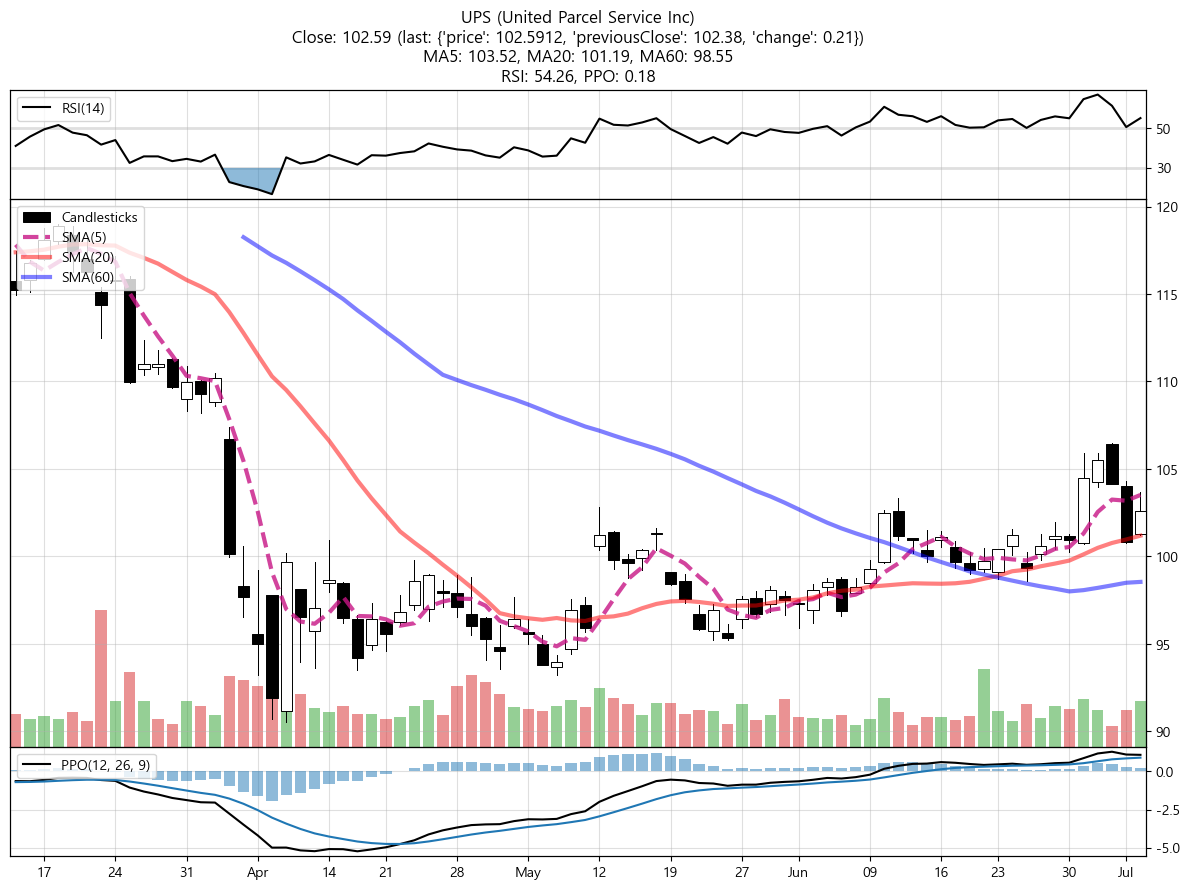 UPS (United Parcel Service Inc)
Close: 102.59 (last: {'price': 102.5912, 'previousClose': 102.38, 'change': 0.21})
MA5: 103.52, MA20: 101.19, MA60: 98.55
RSI: 54.26, PPO: 0.18
RSI(14)
50
30
Candlesticks
SMA(5)
SMA(20)
SMA(60)
120
115
110
105
100
95
90
PPO(12, 26, 9)
0.0
-2.5
-5.0
17 24 31 Apr 14 21 28 May 12 19 27 Jun 09 16 23 30 Jul